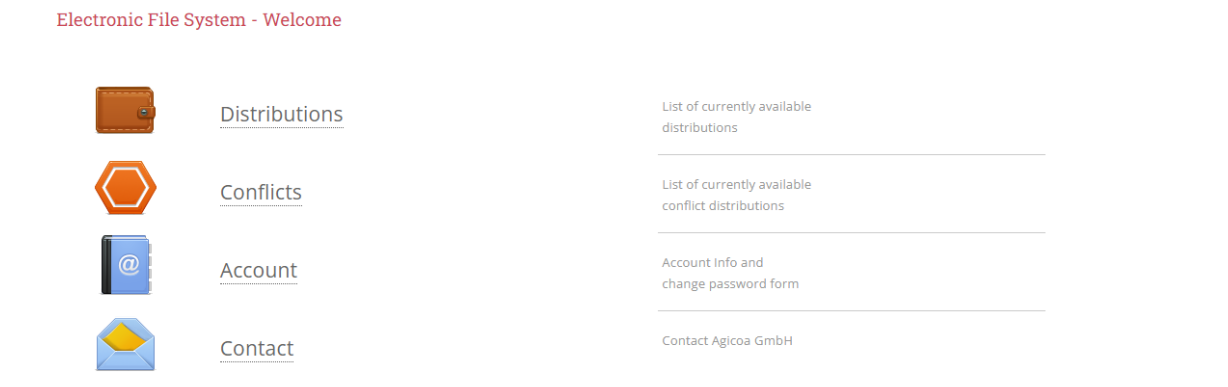 Electronic File System - Welcome
Distributions
List of currently available
distributions
Conflicts
List of currently available
conflict distributions
@
Account
Account Info and
change password form
Contact
Contact Agicoa GmbH